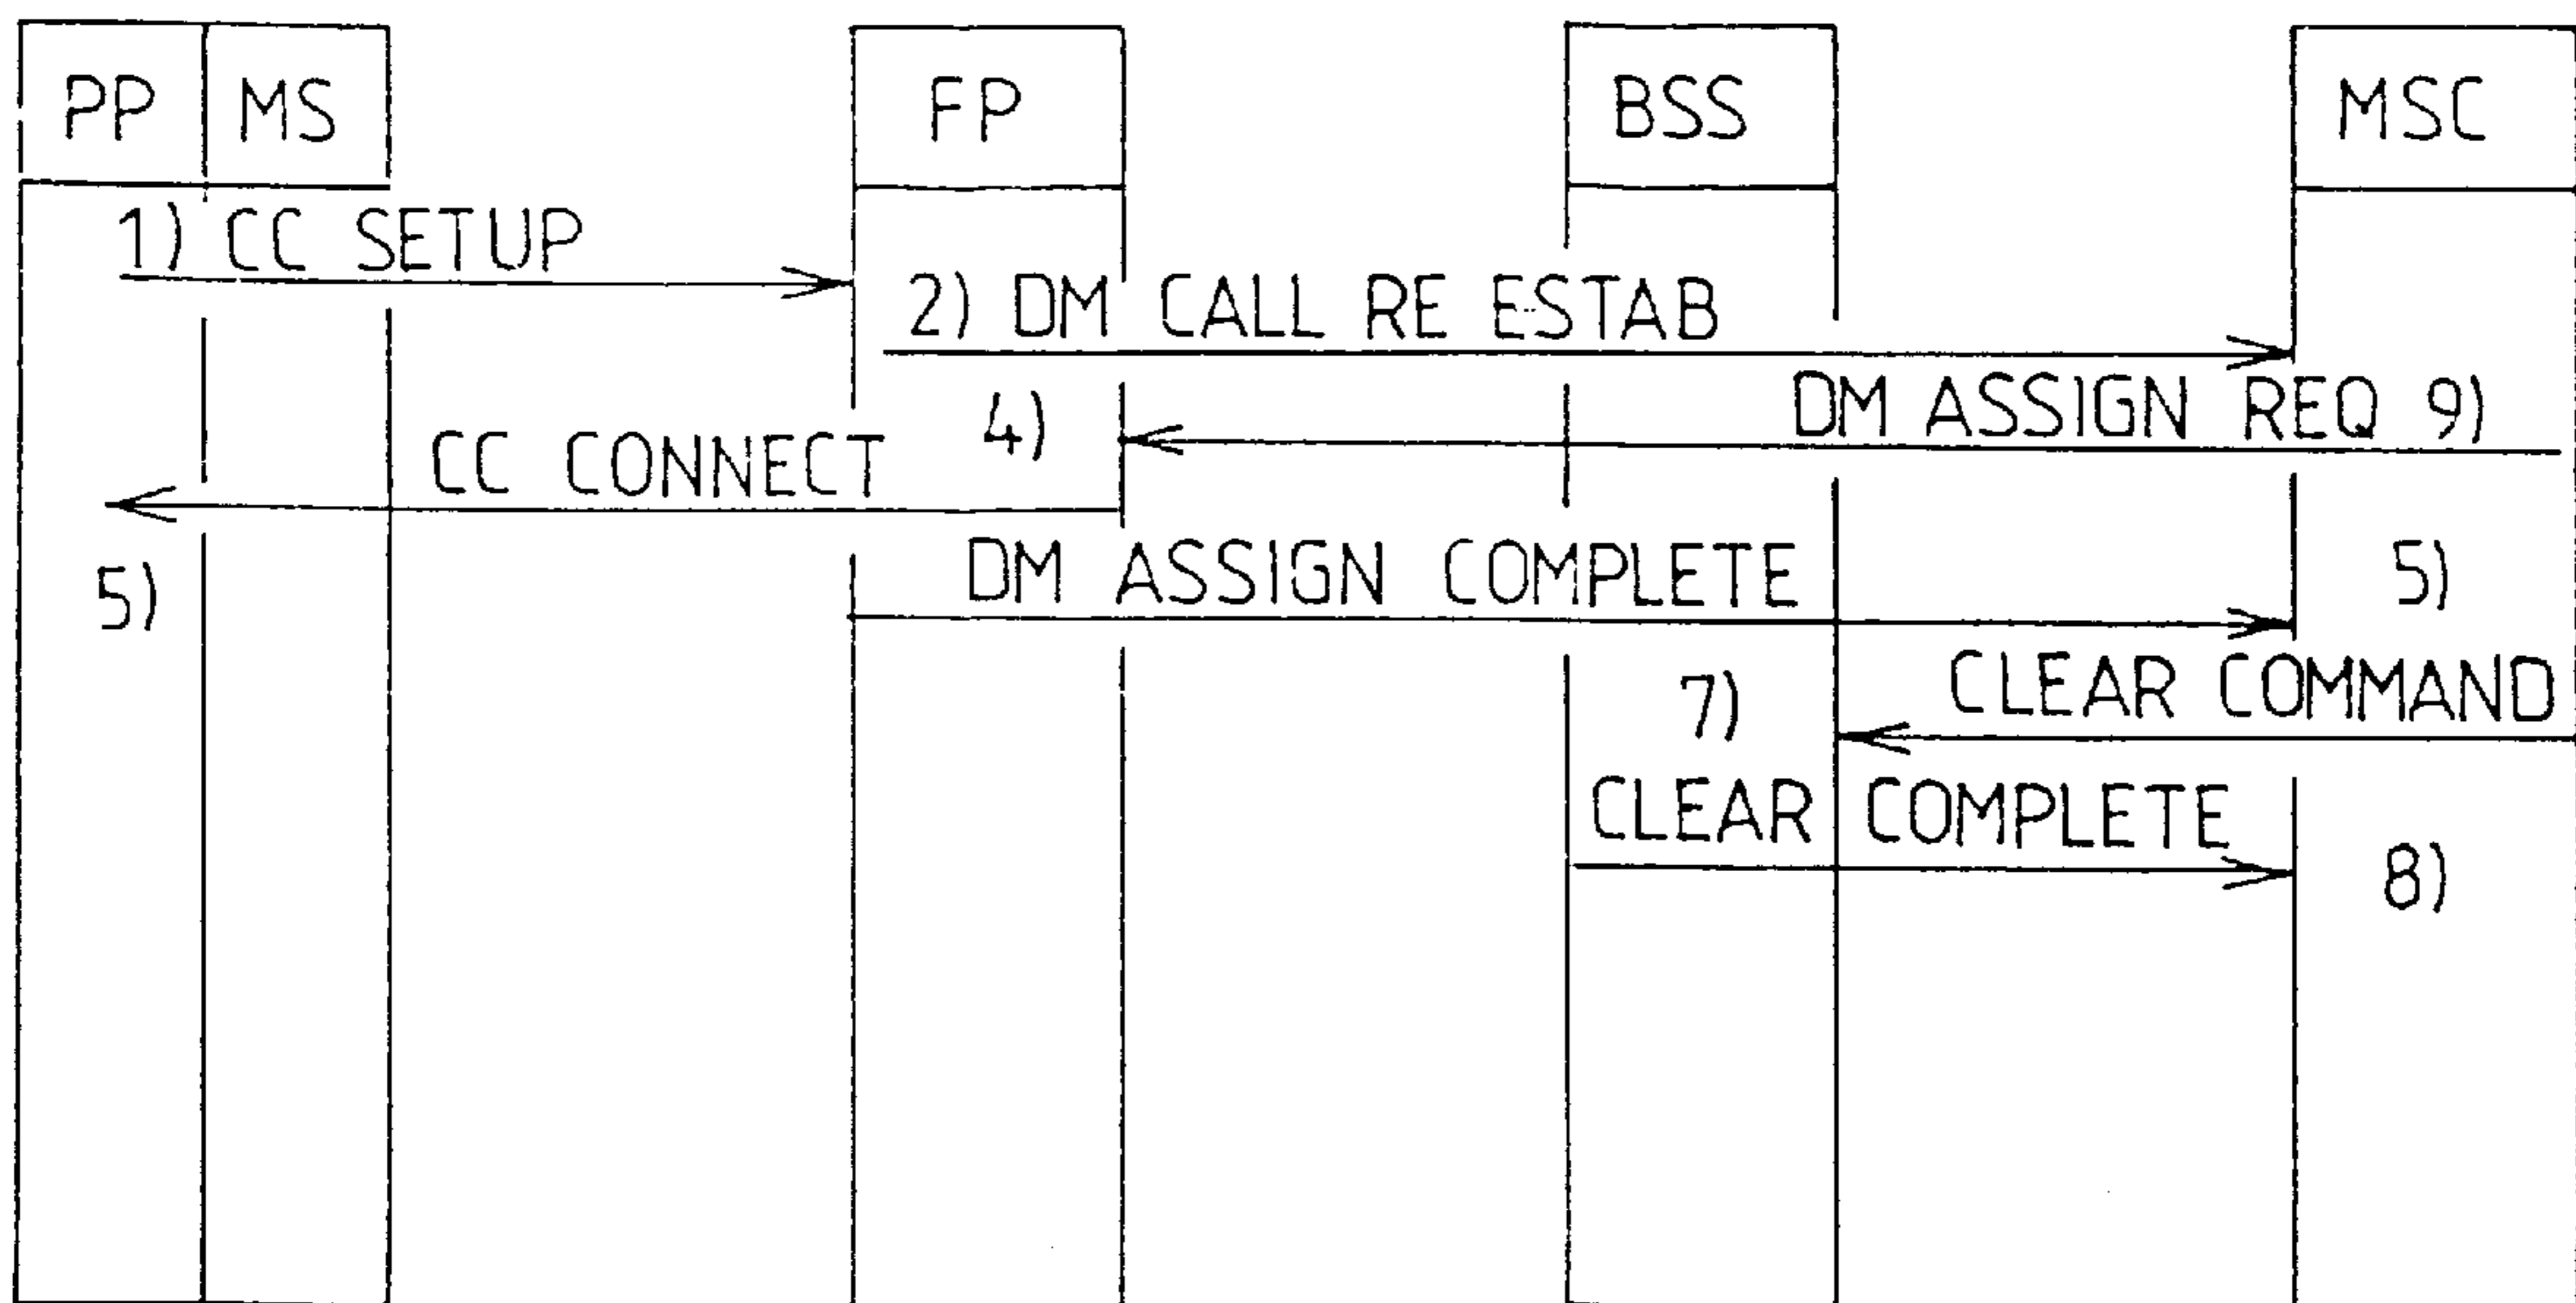 PP MS FP BSS MSC
1) CC SETUP
2) DM CALL RE ESTAB
4) DM ASSIGN REQ 9)
CC CONNECT
5) DM ASSIGN COMPLETE 5)
7) CLEAR COMMAND
CLEAR COMPLETE
8)